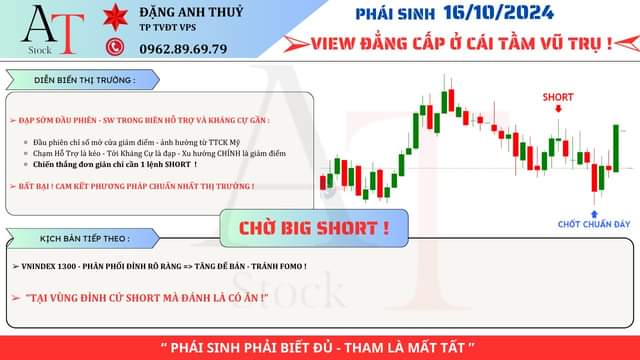 AT
Stock
ĐẶNG ANH THUỶ
TP TVĐT VPS
0962.89.69.79
PHÁI SINH 16/10/2024
VIEW ĐẲNG CẤP Ở CÁI TẦM VŨ TRỤ !
DIỄN BIẾN THỊ TRƯỜNG :
➢ ĐẠP SỚM ĐẦU PHIÊN - SW TRONG BIÊN HỖ TRỢ VÀ KHÁNG CỰ GẦN :
Đầu phiên chỉ số mở cửa giảm điểm - ảnh hưởng từ TTCK Mỹ
Chạm Hỗ Trợ là kéo - Tới Kháng Cự là đạp - Xu hướng CHÍNH là giảm điểm
Chiến thắng đơn giản chỉ cần 1 lệnh SHORT !
➢ BẤT BẠI ! CAM KẾT PHƯƠNG PHÁP CHUẨN NHẤT THỊ TRƯỜNG !
SHORT
CHỐT CHUẨN ĐÁY
CHỜ BIG SHORT !
KỊCH BẢN TIẾP THEO :
➢ VNINDEX 1300 - PHÂN PHỐI ĐỈNH RÕ RÀNG => TĂNG ĐỂ BÁN - TRÁNH FOMO !
➢ "TẠI VÙNG ĐỈNH CỨ SHORT MÀ ĐÁNH LÀ CÓ ĂN !"
AT
Stock
" PHÁI SINH PHẢI BIẾT ĐỦ - THAM LÀ MẤT TẤT "